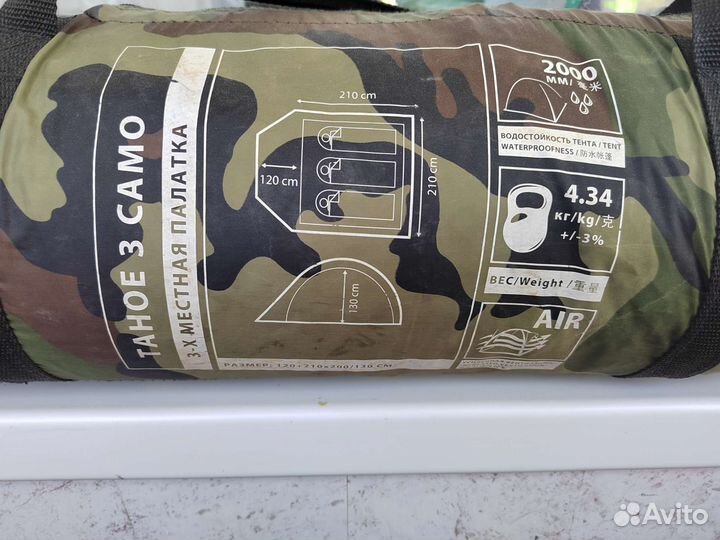 ТАНОЕ 3 CAMO
3-Х МЕСТНАЯ ПАЛАТКА
210 cm
120 cm
210 cm
130 cm
РАЗМЕР: 120+210x200/130 СМ
2000
ММ/毫米
ВОДОСТОЙКОСТЬ ТЕНТА / TENT
WATERPROOFNESS / 防水帐篷
4.34
кг/kg/克
+/-3%
ВЕС/Weight /重量
AIR
Avito